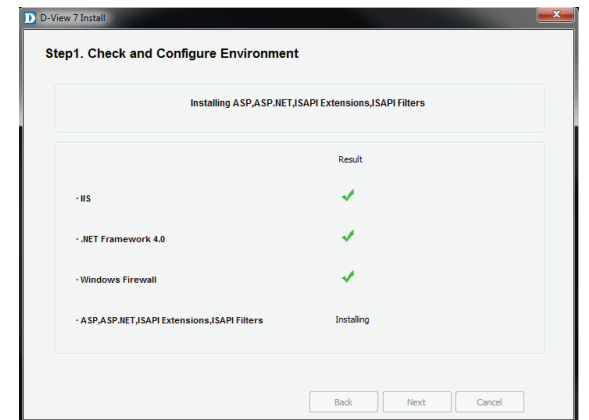 D D-View 7 Install
Step1. Check and Configure Environment
Installing ASP,ASP.NET,ISAPI Extensions,ISAPI Filters
Result
· IIS
· .NET Framework 4.0
· Windows Firewall
· ASP,ASP.NET,ISAPI Extensions,ISAPI Filters Installing
Back Next Cancel